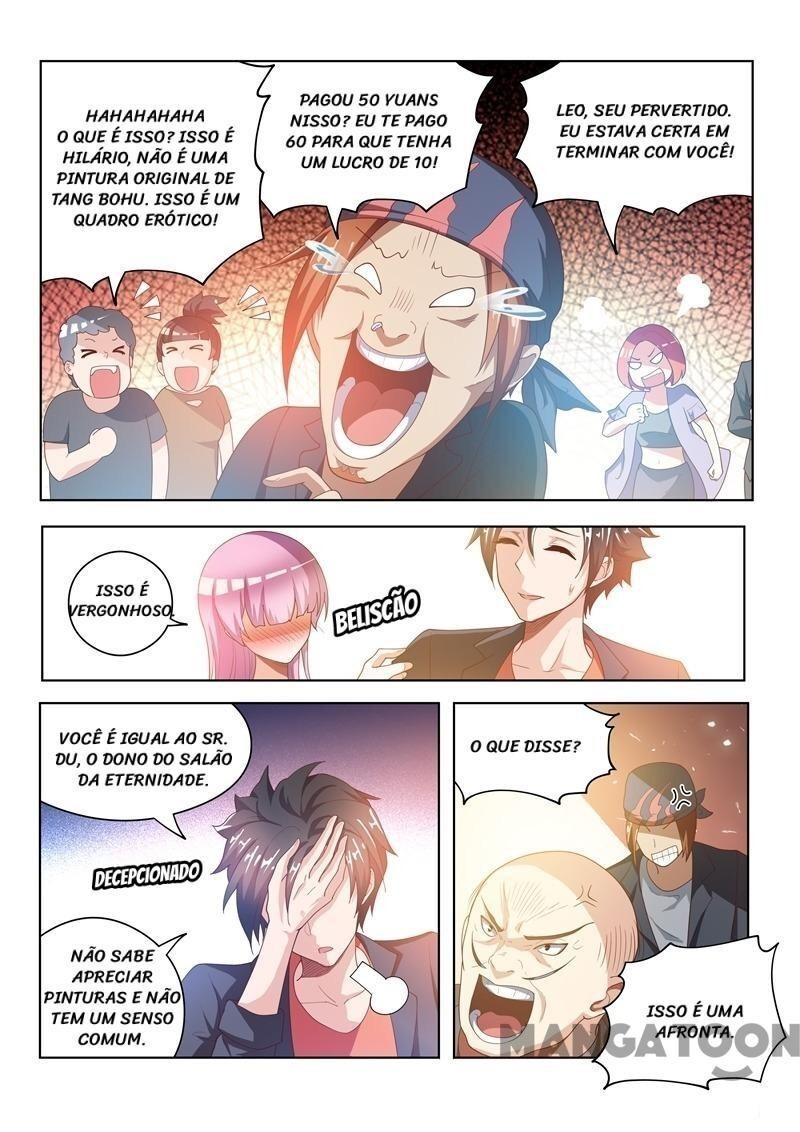 HAHAHAHAHA
O QUE É ISSO? ISSO É
HILÁRIO, NÃO É UMA
PINTURA ORIGINAL DE
TANG BOHU. ISSO É UM
QUADRO ERÓTICO!
PAGOU 50 YUANS
NISSO? EU TE PAGO
60 PARA QUE TENHA
UM LUCRO DE 10!
LEO, SEU PERVERTIDO.
EU ESTAVA CERTA EM
TERMINAR COM VOCÊ!
ISSO É
VERGONHOSO.
BELISCÃO
VOCÊ É IGUAL AO SR.
DU, O DONO DO SALÃO
DA ETERNIDADE.
DECEPCIONADO
NÃO SABE
APRECIAR
PINTURAS E NÃO
TEM UM SENSO
COMUM.
O QUE DISSE?
ISSO É UMA
AFRONTA.
MANGATOON